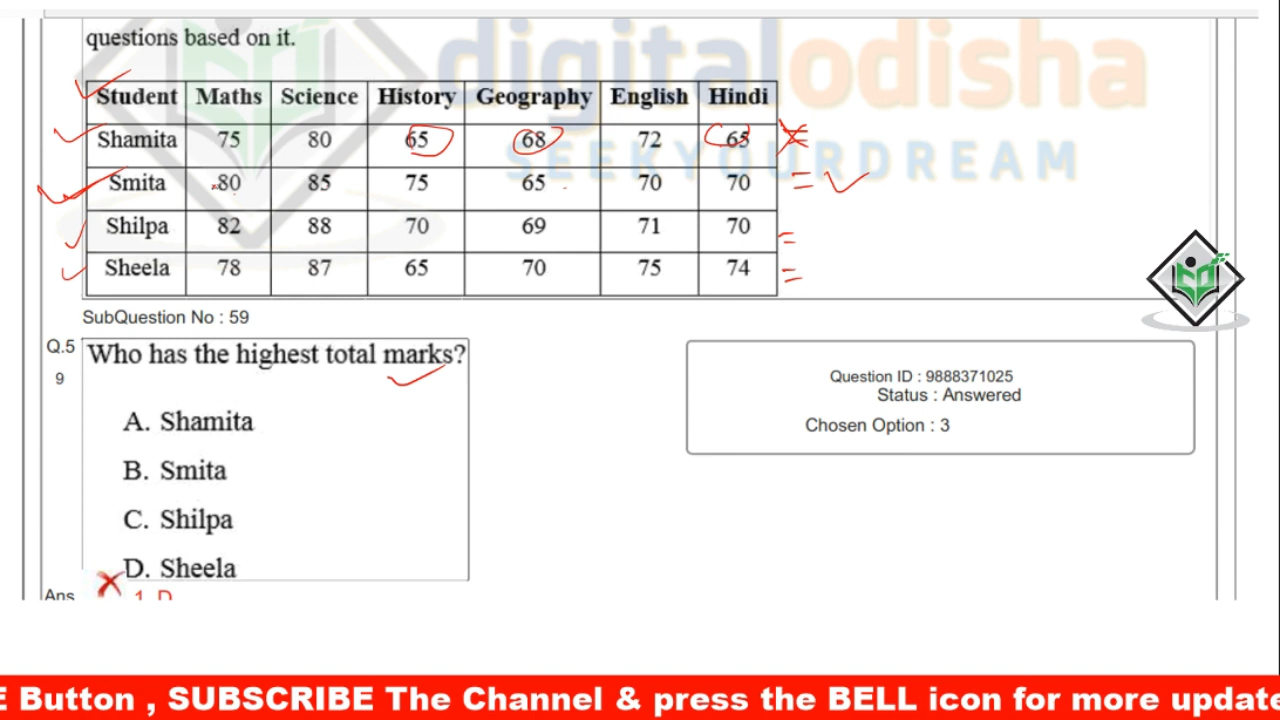 questions based on it.
digitalodisha
SEEKYOURDREAM
Student Maths Science History Geography English Hindi
Shamita 75 80 65 68 72 65
Smita 80 85 75 65 70 70
Shilpa 82 88 70 69 71 70
Sheela 78 87 65 70 75 74
SubQuestion No : 59
Q.5
9
Who has the highest total marks?
A. Shamita
B. Smita
C. Shilpa
D. Sheela
Ans 1. D
Question ID : 9888371025
Status : Answered
Chosen Option : 3
E Button , SUBSCRIBE The Channel & press the BELL icon for more update